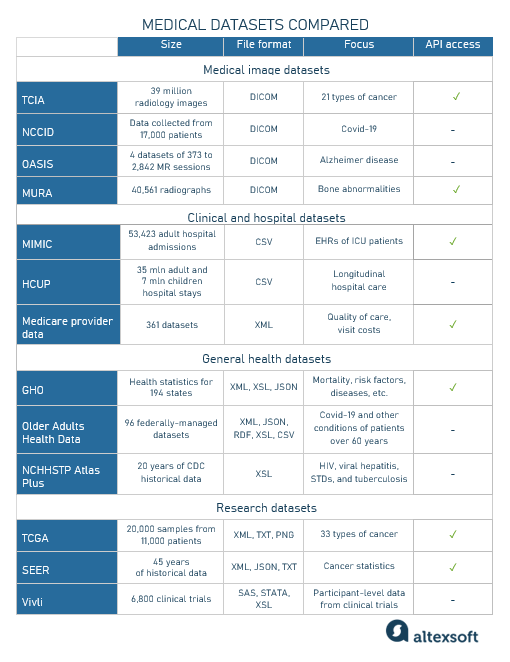 MEDICAL DATASETS COMPARED
Size File format Focus API access
Medical image datasets
TCIA
39 million
radiology images
DICOM
21 types of cancer
✓
NCCID
Data collected from
17,000 patients
DICOM
Covid-19
-
OASIS
4 datasets of 373 to
2,842 MR sessions
DICOM
Alzheimer disease
-
MURA
40,561 radiographs
DICOM
Bone abnormalities
✓
Clinical and hospital datasets
MIMIC
53,423 adult hospital
admissions
CSV
EHRs of ICU patients
✓
HCUP
35 mln adult and
7 mln children
hospital stays
CSV
Longitudinal
hospital care
-
Medicare provider
data
361 datasets
XML
Quality of care,
visit costs
✓
General health datasets
GHO
Health statistics for
194 states
XML, XSL, JSON
Mortality, risk factors,
diseases, etc.
✓
Older Adults
Health Data
96 federally-managed
datasets
XML, JSON,
RDF, XSL, CSV
Covid-19 and other
conditions of patients
over 60 years
-
NCHHSTP Atlas
Plus
20 years of CDC
historical data
XSL
HIV, viral hepatitis,
STDs, and tuberculosis
-
Research datasets
TCGA
20,000 samples from
11,000 patients
XML, TXT, PNG
33 types of cancer
✓
SEER
45 years
of historical data
XML, JSON, TXT
Cancer statistics
✓
Vivli
6,800 clinical trials
SAS, STATA,
XSL
Participant-level data
from clinical trials
-
altexsoft